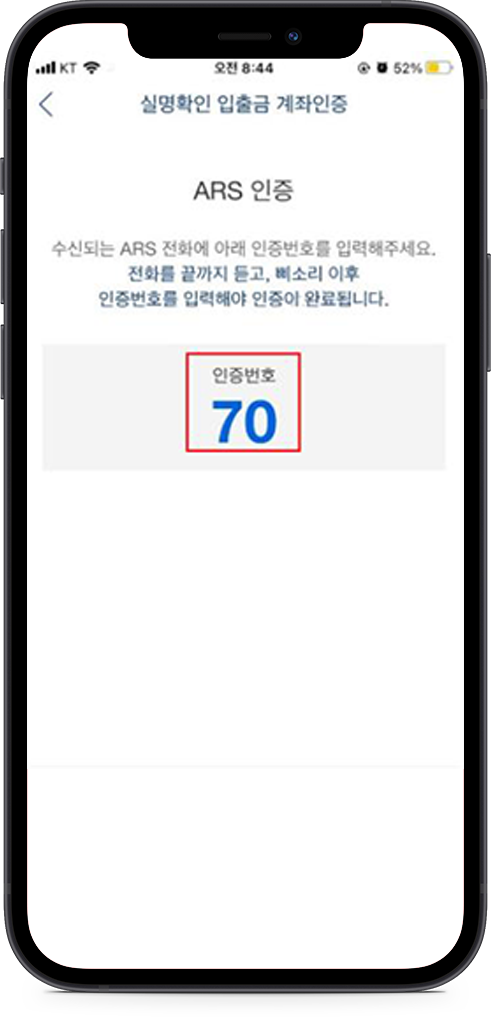 KT 오전 8:44 52%
실명확인 입출금 계좌인증
ARS 인증
수신되는 ARS 전화에 아래 인증번호를 입력해주세요.
전화를 끝까지 듣고, 삐소리 이후
인증번호를 입력해야 인증이 완료됩니다.
인증번호
70